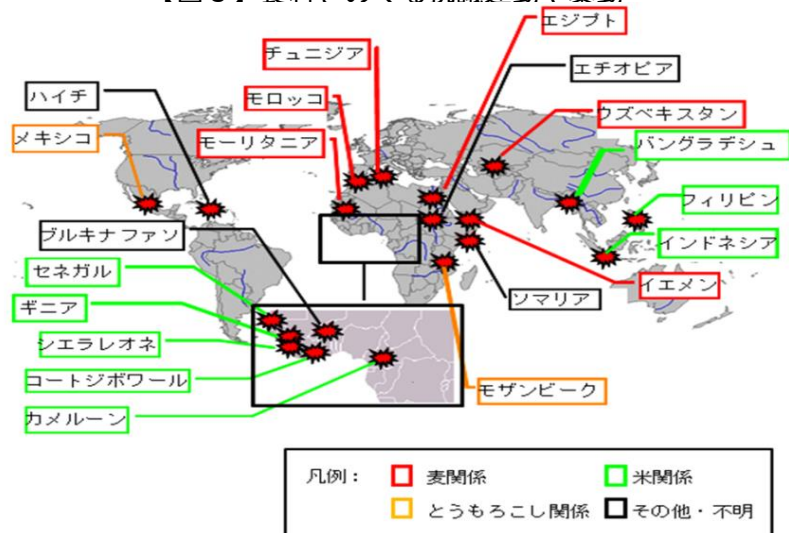 エジプト
チュニジア
エチオピア
ハイチ
モロッコ
ウズベキスタン
メキシコ
モーリタニア
バングラデシュ
フィリピン
ブルキナファソ
インドネシア
セネガル
イエメン
ギニア
ソマリア
シエラレオネ
コートジボワール
モザンビーク
カメルーン
凡例：
麦関係
米関係
とうもろこし関係
その他・不明